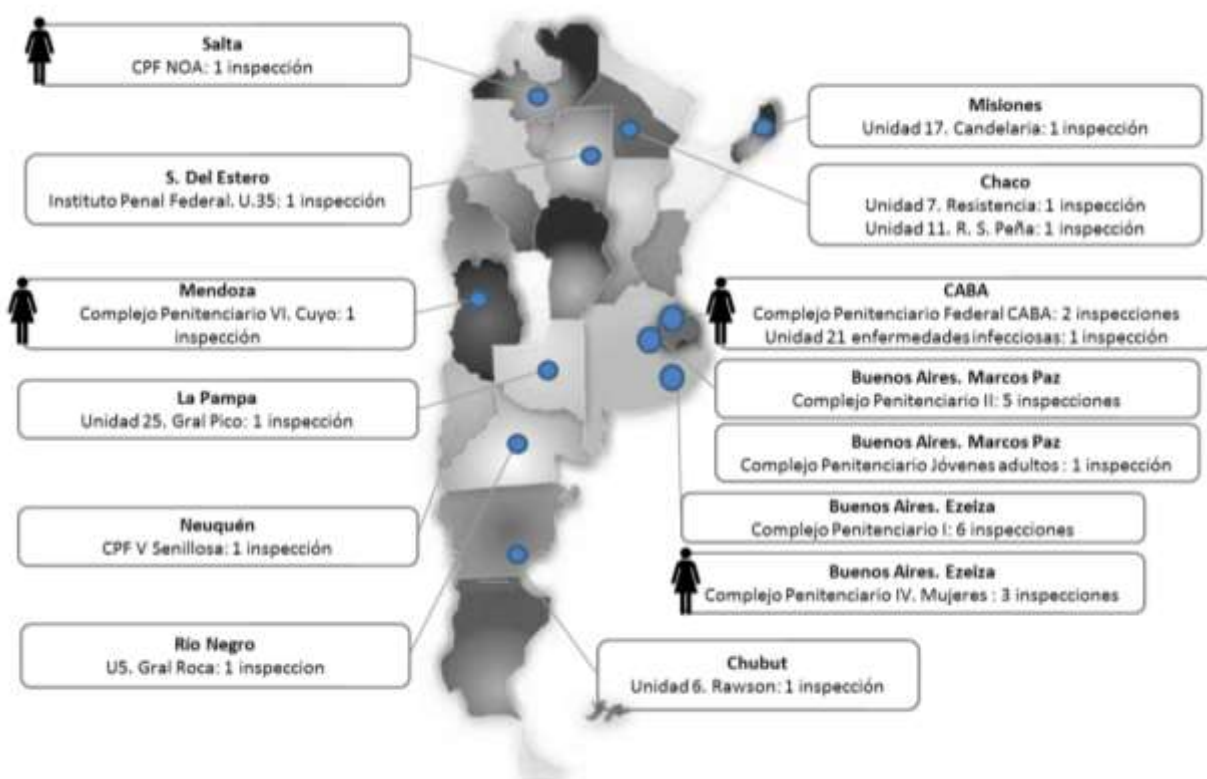 Salta
CPF NOA: 1 inspección
S. Del Estero
Instituto Penal Federal. U.35: 1 inspección
Mendoza
Complejo Penitenciario VI. Cuyo: 1
inspección
La Pampa
Unidad 25. Gral Pico: 1 inspección
Neuquén
CPF V Senillosa: 1 inspección
Río Negro
U5. Gral Roca: 1 inspeccion
Misiones
Unidad 17. Candelaria: 1 inspección
Chaco
Unidad 7. Resistencia: 1 inspección
Unidad 11. R. S. Peña: 1 inspección
CABA
Complejo Penitenciario Federal CABA: 2 inspecciones
Unidad 21 enfermedades infecciosas: 1 inspección
Buenos Aires. Marcos Paz
Complejo Penitenciario II: 5 inspecciones
Buenos Aires. Marcos Paz
Complejo Penitenciario Jóvenes adultos : 1 inspección
Buenos Aires. Ezeiza
Complejo Penitenciario I: 6 inspecciones
Buenos Aires. Ezeiza
Complejo Penitenciario IV. Mujeres : 3 inspecciones
Chubut
Unidad 6. Rawson: 1 inspección